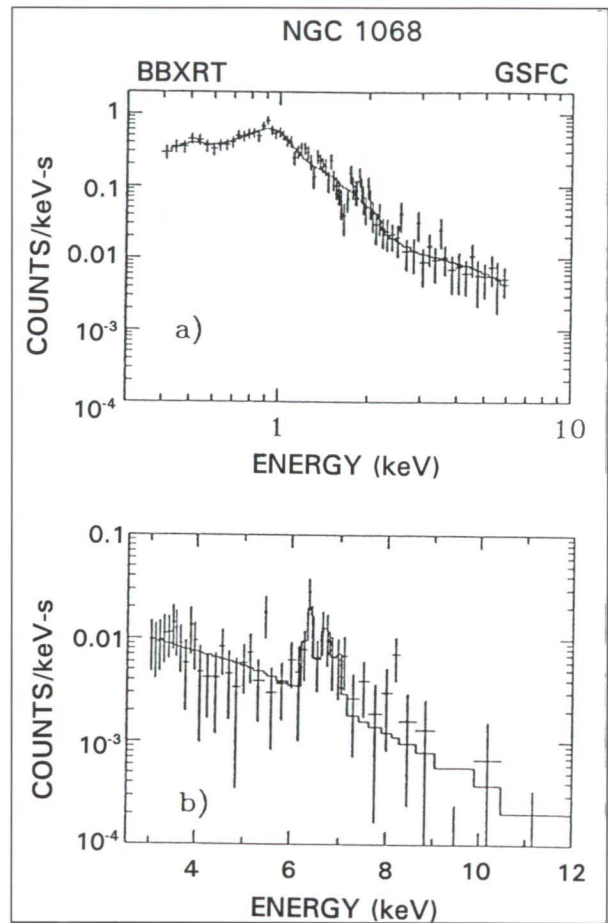 NGC 1068
BBXRT GSFC
1
0.1
0.01
10-3
10-4
COUNTS/keV-s
a)
1 10
ENERGY (keV)
0.1
0.01
10-3
10-4
COUNTS/keV-s
b)
4 6 8 10 12
ENERGY (keV)